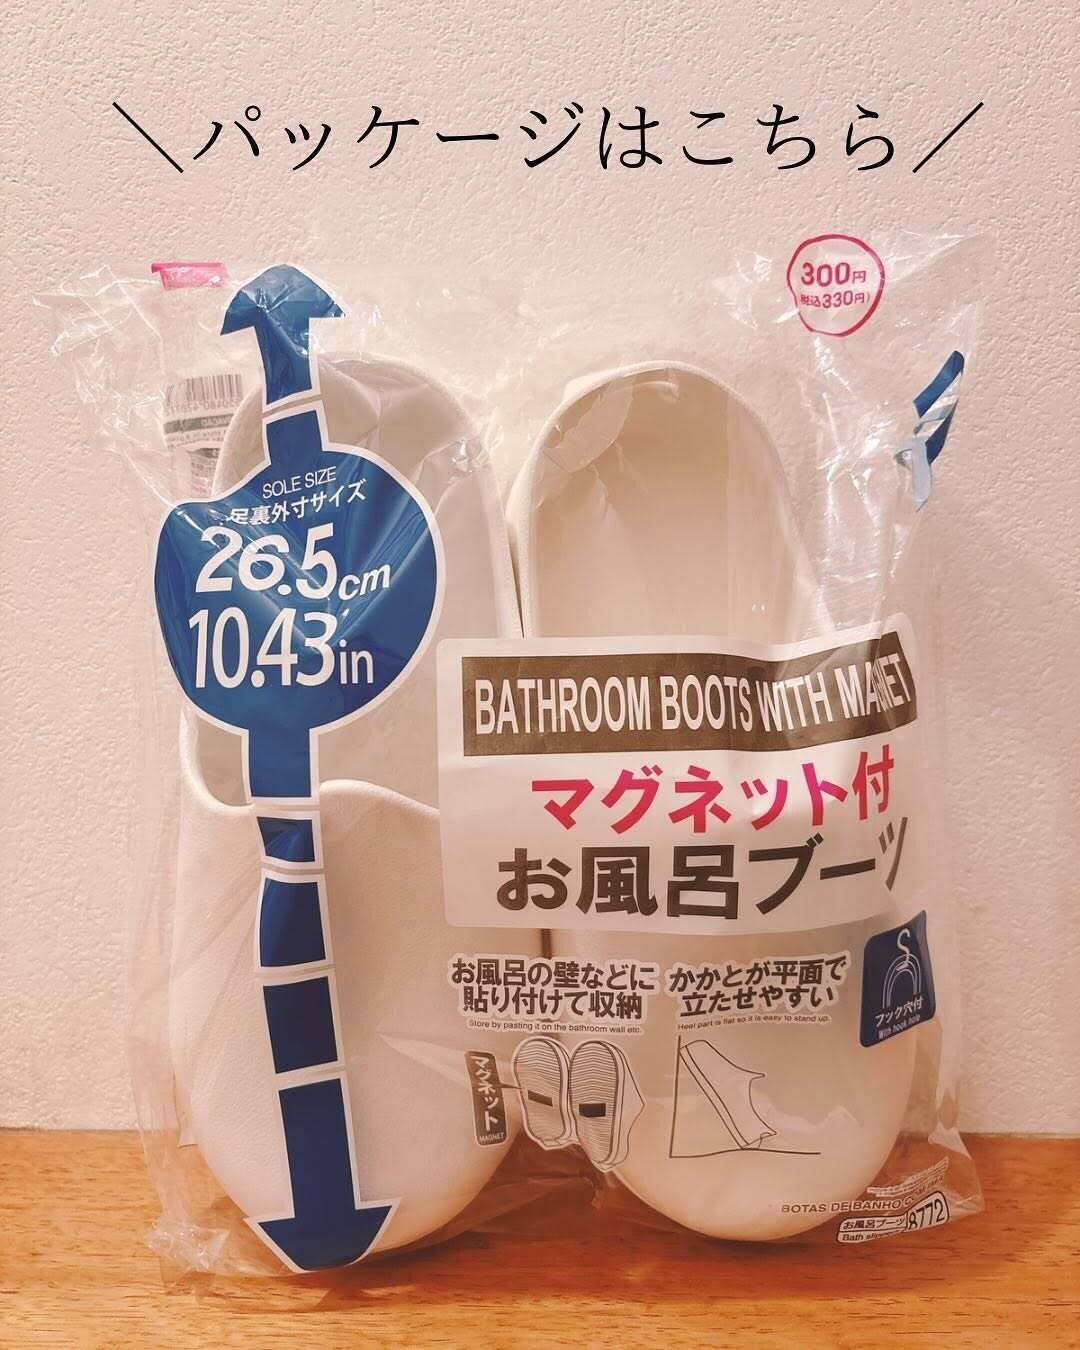 ＼パッケージはこちら／
300円
税込330円)
SOLE SIZE
足裏外寸サイズ
26.5cm
10.43in
BATHROOM BOOTS WITH
マグネット付
お風呂ブーツ
お風呂の壁などに
貼り付けて収納
Store by pasting it on the bathroom wall etc.
かかとが平面で
立たせやすい
Heel part is flat so it is easy to stand up.
マグネット
MAGNET
フック穴付
With hook hole
BOTAS DE BANHO
お風呂ブーツ
Bath
8772